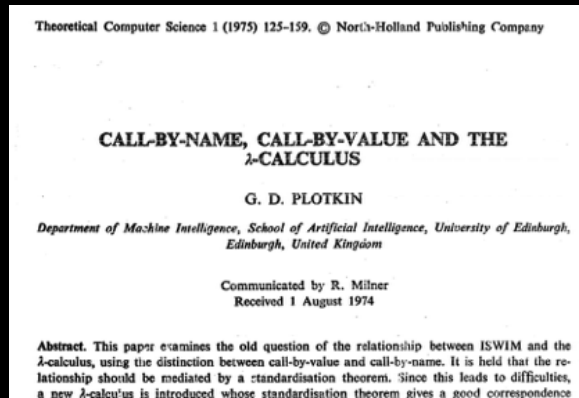 Theoretical Computer Science 1 (1975) 125–159. © North-Holland Publishing Company
CALL-BY-NAME, CALL-BY-VALUE AND THE
λ-CALCULUS
G. D. PLOTKIN
Department of Machine Intelligence, School of Artificial Intelligence, University of Edinburgh,
Edinburgh, United Kingdom
Communicated by R. Milner
Received 1 August 1974
Abstract. This paper examines the old question of the relationship between ISWIM and the
λ-calculus, using the distinction between call-by-value and call-by-name. It is held that the re-
lationship should be mediated by a standardisation theorem. Since this leads to difficulties,
a new λ-calculus is introduced whose standardisation theorem gives a good correspondence